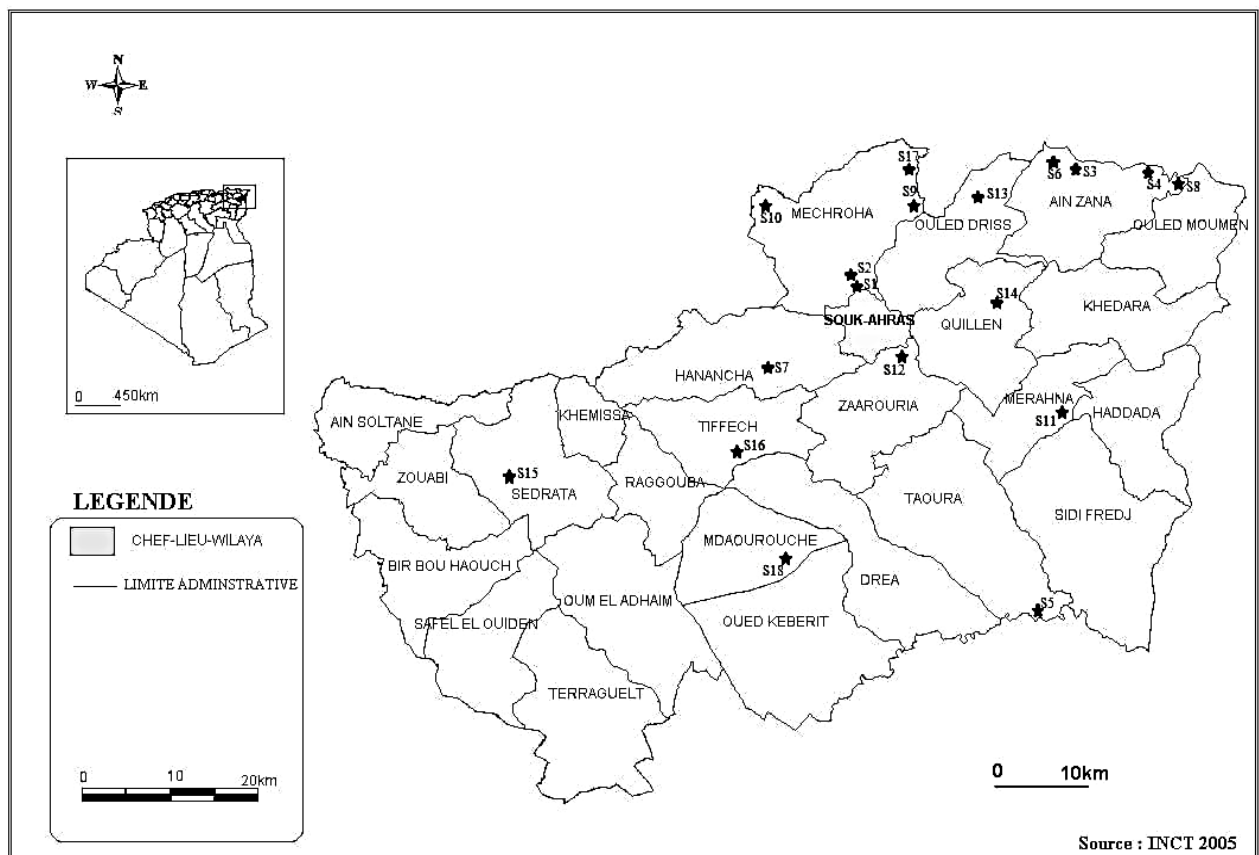 N
W E
S
0 450km
S17
S6 S3
S4 S8
S9
S13
S10
MECHROHA
AIN ZANA
OULED DRISS
OULED MOUMEN
S2
S1
S14
SOUK-AHRAS
QUILLEN
KHEDARA
S12
HANANCHA
S7
MERAHNA
HADDADA
ZAAROURIA
S11
AIN SOLTANE
KHEMISSA
TIFFECH
S16
ZOUABI
S15
SEDRATA
RAGGOUBA
TAOURA
SIDI FREDJ
MDAOUROUCHE
S18
DREA
BIR BOU HAOUCH
OUM EL ADHAIM
OUED KEBERIT
S5
SAFEL EL OUIDEN
TERRAGUELT
LEGENDE
CHEF-LIEU-WILAYA
LIMITE ADMINSTRATIVE
0 10 20km
0 10km
Source : INCT 2005